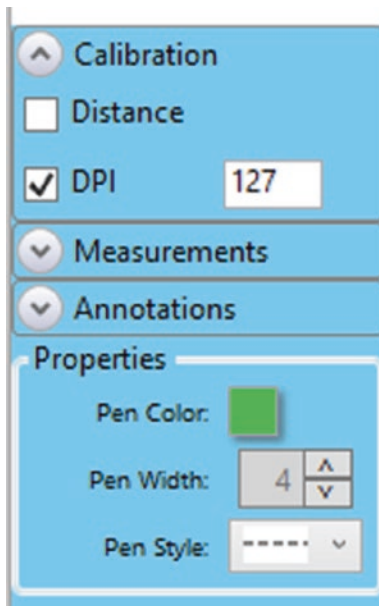 Calibration
Distance
DPI 127
Measurements
Annotations
Properties
Pen Color:
Pen Width: 4
Pen Style: